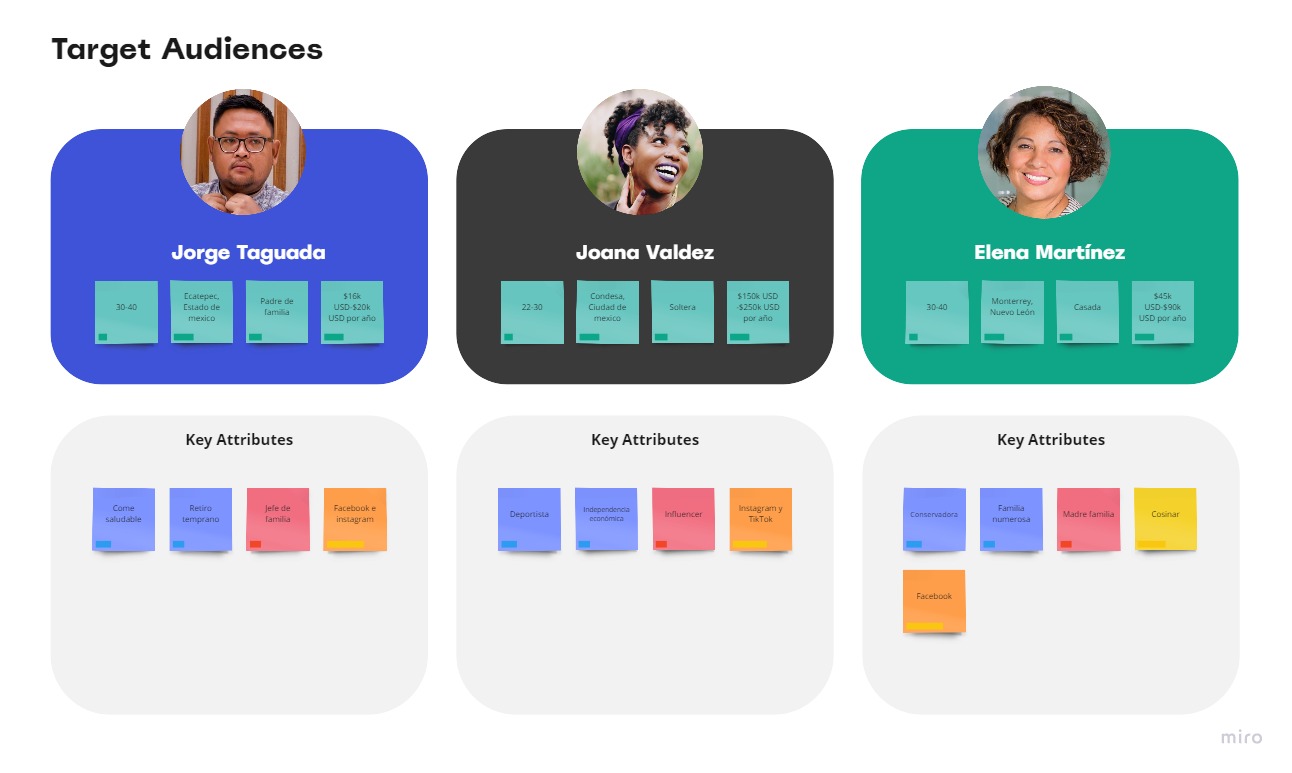 Target Audiences
Jorge Taguada
30-40
Ecatepec,
Estado de
mexico
Padre de
familia
$16k
USD-$20k
USD por año
Joana Valdez
22-30
Condesa,
Ciudad de
mexico
Soltera
$150k USD
-$250k USD
por año
Elena Martínez
30-40
Monterrey,
Nuevo León
Casada
$45k
USD-$90k
USD por año
Key Attributes
Come
saludable
Retiro
temprano
Jefe de
familia
Facebook e
instagram
Key Attributes
Deportista
Independencia
económica
Influencer
Instagram y
TikTok
Key Attributes
Conservadora
Familia
numerosa
Madre familia
Cosinar
Facebook
miro